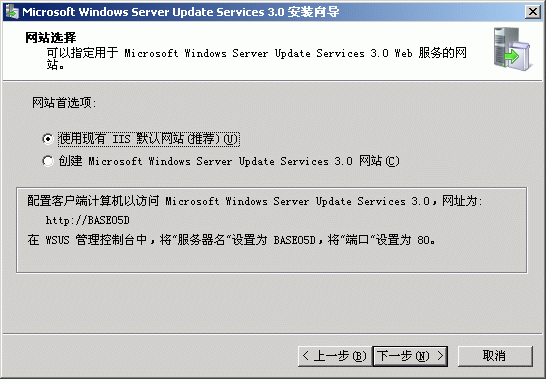 Microsoft Windows Server Update Services 3.0 安装向导
网站选择
可以指定用于 Microsoft Windows Server Update Services 3.0 Web 服务的网
站。
网站首选项:
使用现有 IIS 默认网站(推荐)(U)
创建 Microsoft Windows Server Update Services 3.0 网站(C)
配置客户端计算机以访问 Microsoft Windows Server Update Services 3.0，网址为:
http://BASE05D
在 WSUS 管理控制台中，将"服务器名"设置为 BASE05D，将"端口"设置为 80。
< 上一步(B) 下一步(N) > 取消